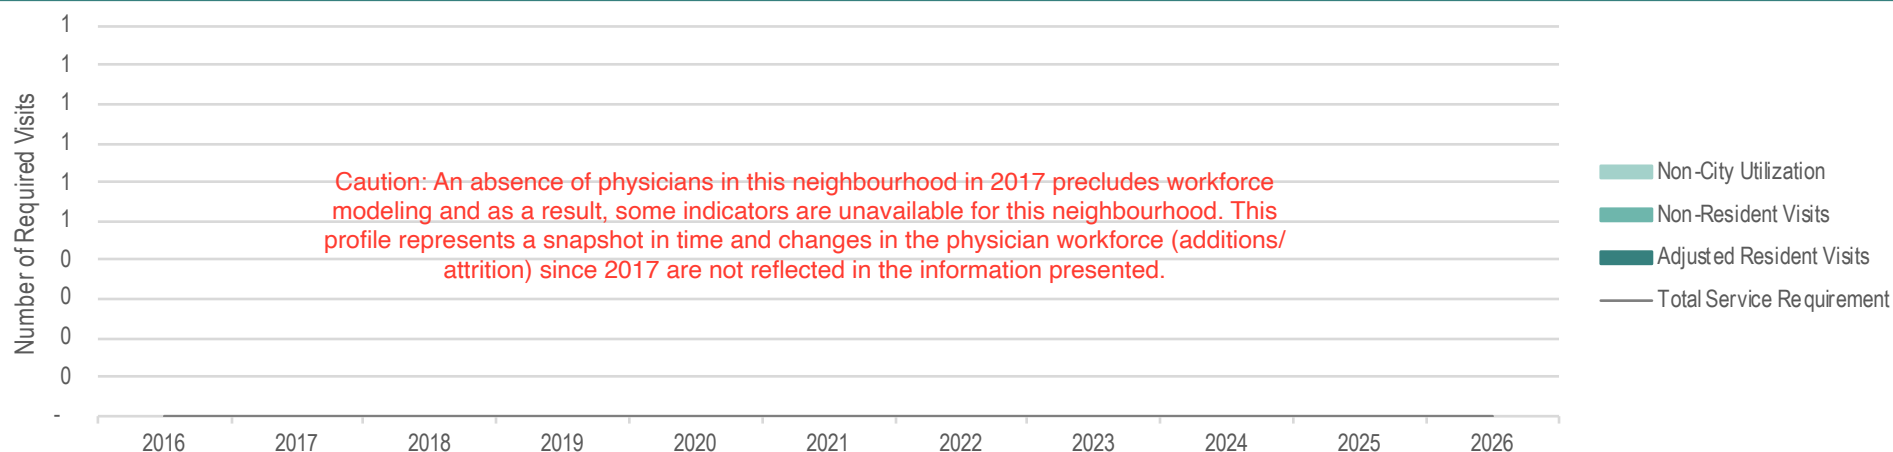 Number of Required Visits
1
1
1
1
1
1
0
0
0
0
-
Caution: An absence of physicians in this neighbourhood in 2017 precludes workforce
modeling and as a result, some indicators are unavailable for this neighbourhood. This
profile represents a snapshot in time and changes in the physician workforce (additions/
attrition) since 2017 are not reflected in the information presented.
2016 2017 2018 2019 2020 2021 2022 2023 2024 2025 2026
Non-City Utilization
Non-Resident Visits
Adjusted Resident Visits
Total Service Requirement